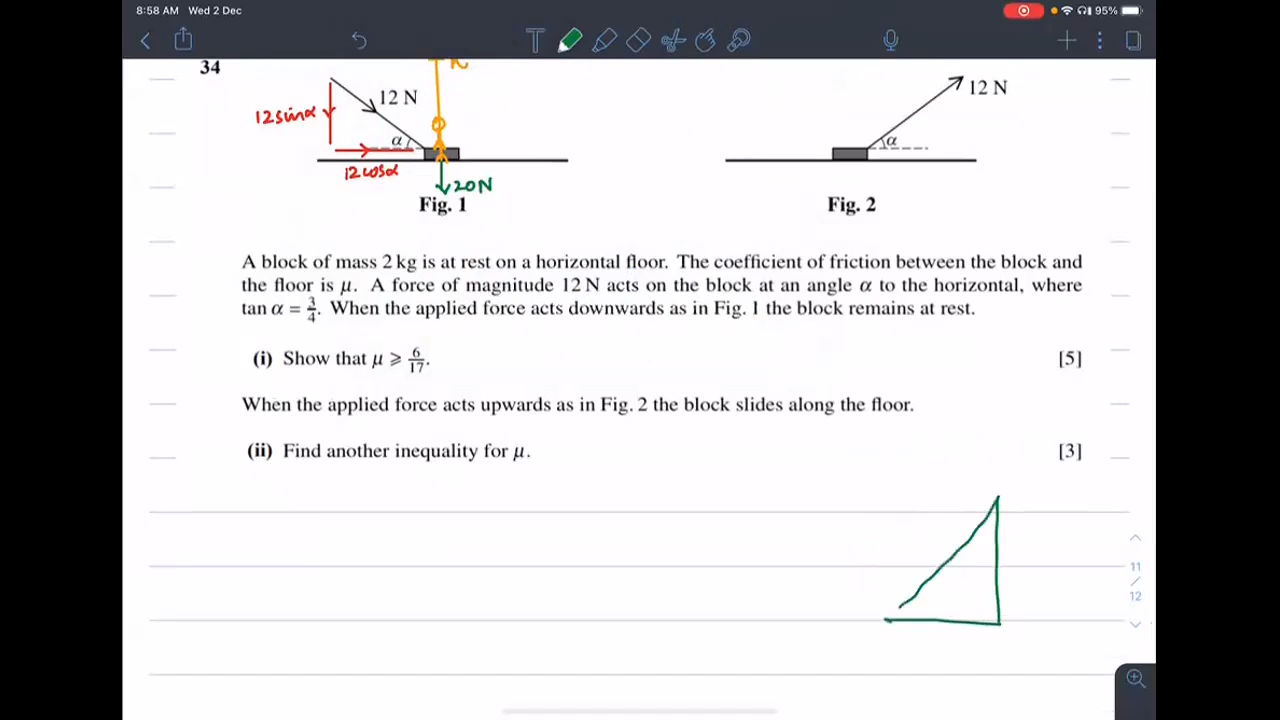 8:58 AM Wed 2 Dec
95%
34
R
12 N
12 N
12sinα
α
α
12cosα
20N
Fig. 1
Fig. 2
A block of mass 2 kg is at rest on a horizontal floor. The coefficient of friction between the block and
the floor is μ. A force of magnitude 12 N acts on the block at an angle α to the horizontal, where
tan α = 3/4. When the applied force acts downwards as in Fig. 1 the block remains at rest.
(i) Show that μ ⩾ 6/17. [5]
When the applied force acts upwards as in Fig. 2 the block slides along the floor.
(ii) Find another inequality for μ. [3]
11
/
12